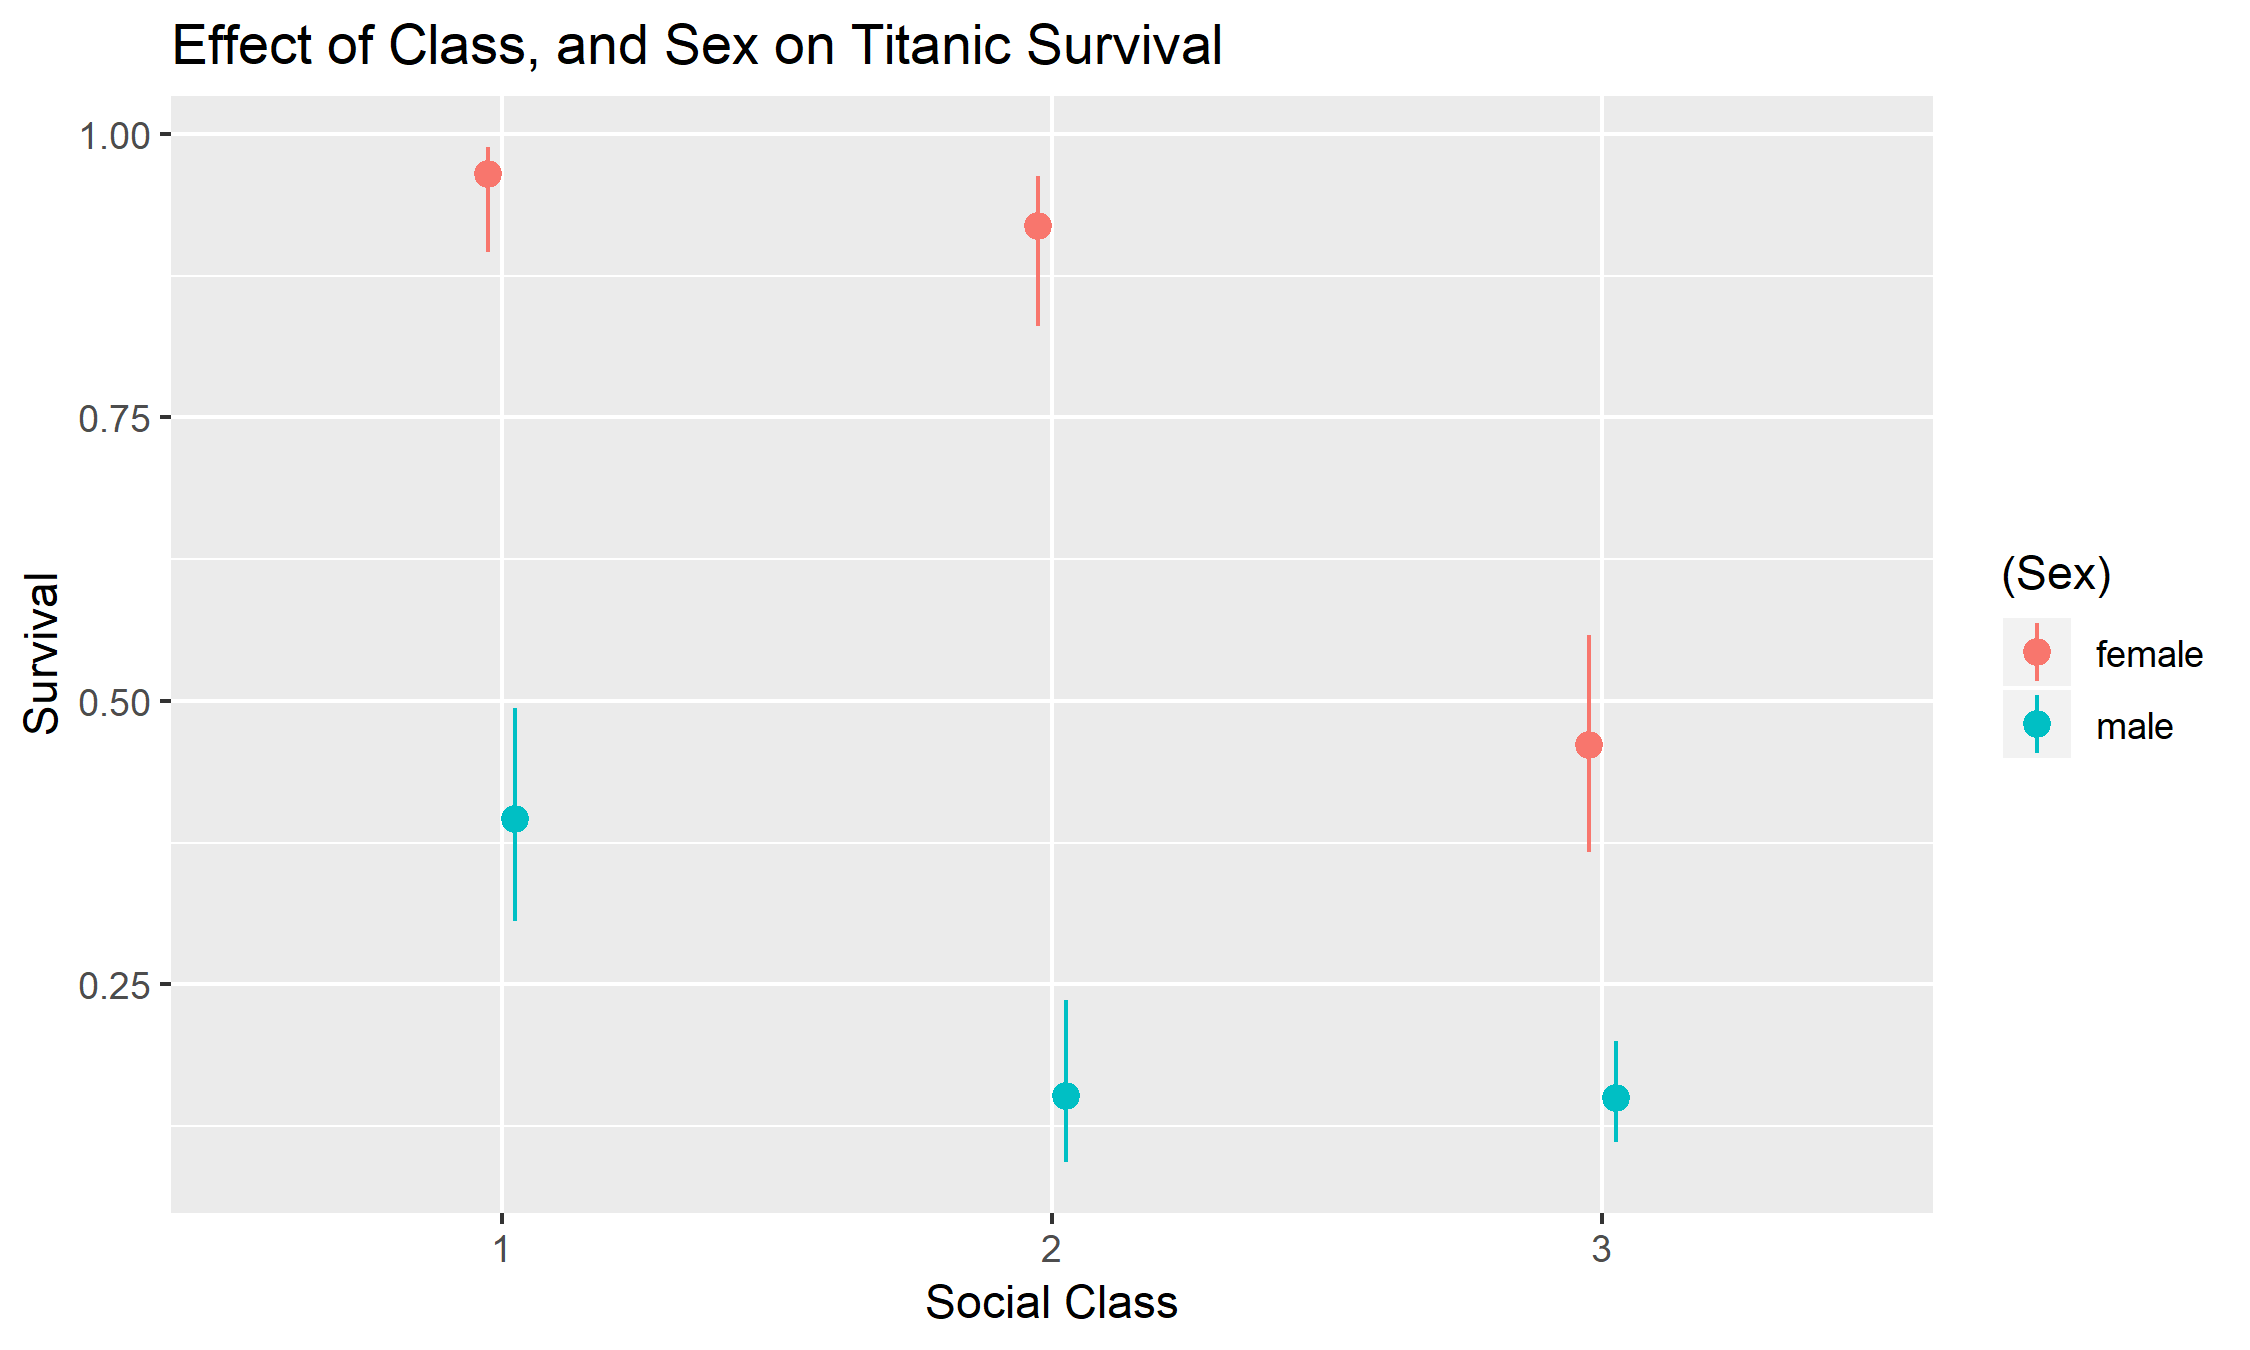 Effect of Class, and Sex on Titanic Survival
1.00
0.75
0.50
0.25
Survival
1
2
3
Social Class
(Sex)
female
male